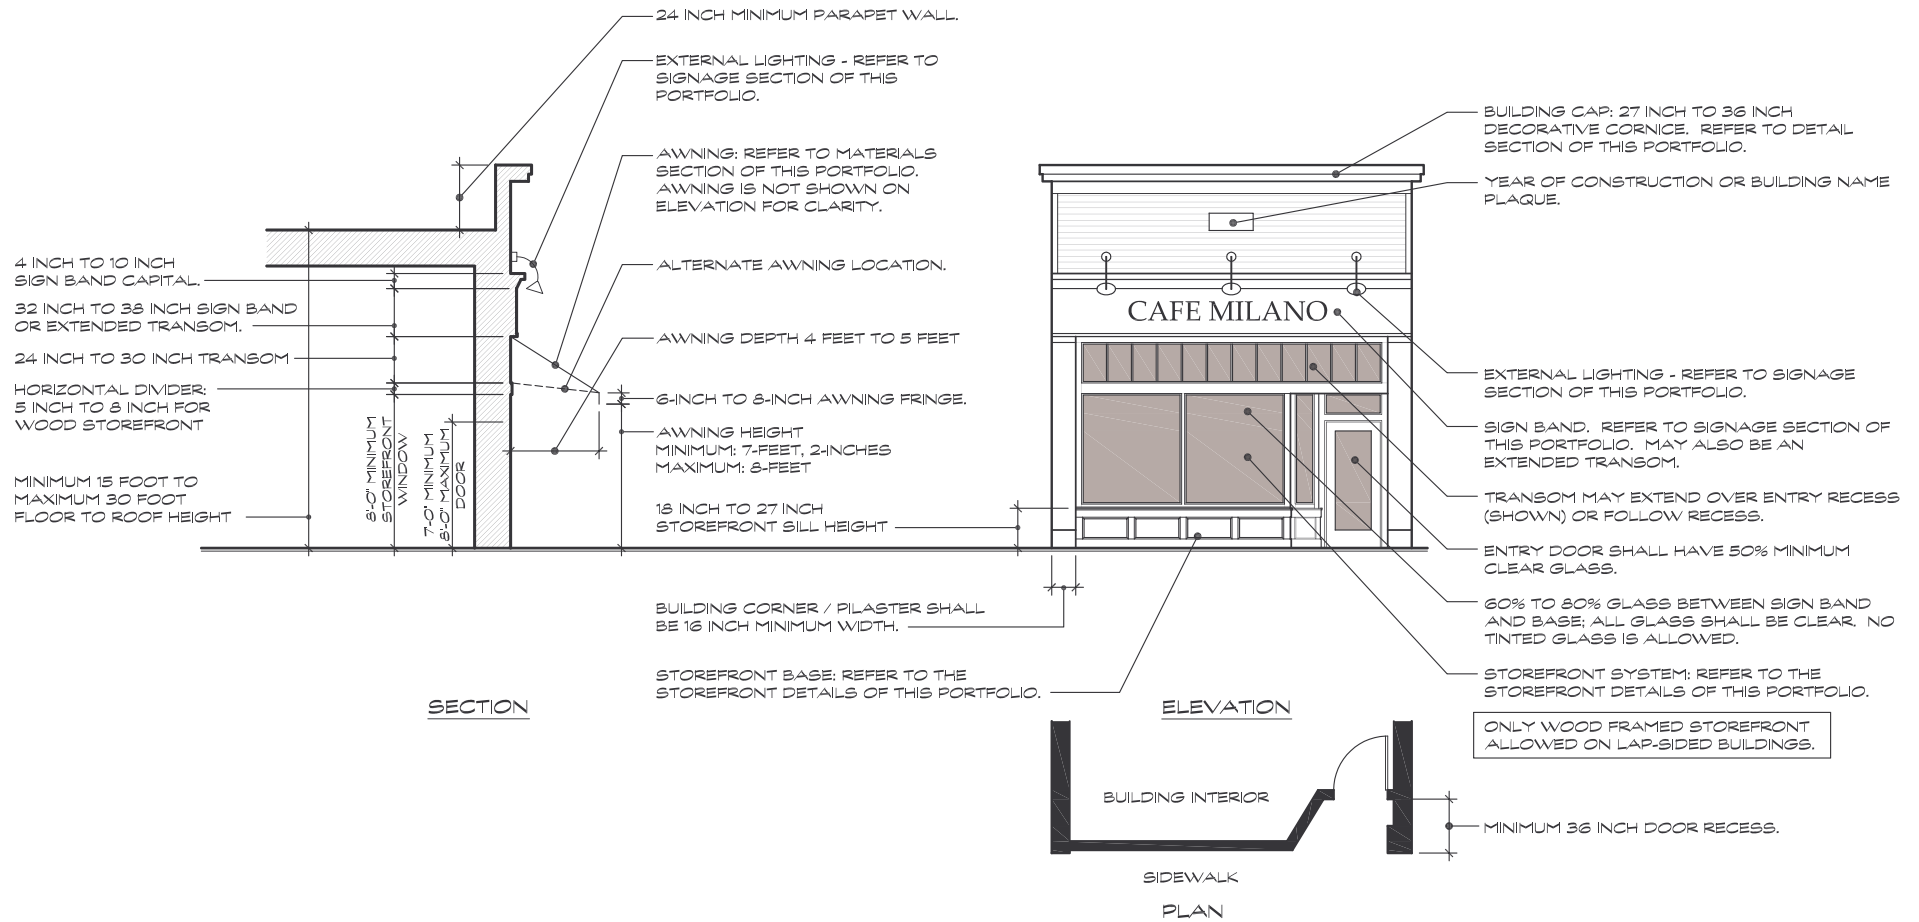 24 INCH MINIMUM PARAPET WALL.
EXTERNAL LIGHTING - REFER TO
SIGNAGE SECTION OF THIS
PORTFOLIO.
AWNING: REFER TO MATERIALS
SECTION OF THIS PORTFOLIO.
AWNING IS NOT SHOWN ON
ELEVATION FOR CLARITY.
ALTERNATE AWNING LOCATION.
AWNING DEPTH 4 FEET TO 5 FEET
6-INCH TO 8-INCH AWNING FRINGE.
AWNING HEIGHT
MINIMUM: 7-FEET, 2-INCHES
MAXIMUM: 8-FEET
18 INCH TO 27 INCH
STOREFRONT SILL HEIGHT
4 INCH TO 10 INCH
SIGN BAND CAPITAL.
32 INCH TO 38 INCH SIGN BAND
OR EXTENDED TRANSOM.
24 INCH TO 30 INCH TRANSOM
HORIZONTAL DIVIDER:
5 INCH TO 8 INCH FOR
WOOD STOREFRONT
MINIMUM 15 FOOT TO
MAXIMUM 30 FOOT
FLOOR TO ROOF HEIGHT
8'-0" MINIMUM
STOREFRONT
WINDOW
7'-0" MINIMUM
8'-0" MAXIMUM
DOOR
SECTION
BUILDING CORNER / PILASTER SHALL
BE 16 INCH MINIMUM WIDTH.
STOREFRONT BASE: REFER TO THE
STOREFRONT DETAILS OF THIS PORTFOLIO.
CAFE MILANO
ELEVATION
BUILDING CAP: 27 INCH TO 36 INCH
DECORATIVE CORNICE. REFER TO DETAIL
SECTION OF THIS PORTFOLIO.
YEAR OF CONSTRUCTION OR BUILDING NAME
PLAQUE.
EXTERNAL LIGHTING - REFER TO SIGNAGE
SECTION OF THIS PORTFOLIO.
SIGN BAND. REFER TO SIGNAGE SECTION OF
THIS PORTFOLIO. MAY ALSO BE AN
EXTENDED TRANSOM.
TRANSOM MAY EXTEND OVER ENTRY RECESS
(SHOWN) OR FOLLOW RECESS.
ENTRY DOOR SHALL HAVE 50% MINIMUM
CLEAR GLASS.
60% TO 80% GLASS BETWEEN SIGN BAND
AND BASE; ALL GLASS SHALL BE CLEAR. NO
TINTED GLASS IS ALLOWED.
STOREFRONT SYSTEM: REFER TO THE
STOREFRONT DETAILS OF THIS PORTFOLIO.
ONLY WOOD FRAMED STOREFRONT
ALLOWED ON LAP-SIDED BUILDINGS.
BUILDING INTERIOR
MINIMUM 36 INCH DOOR RECESS.
SIDEWALK
PLAN